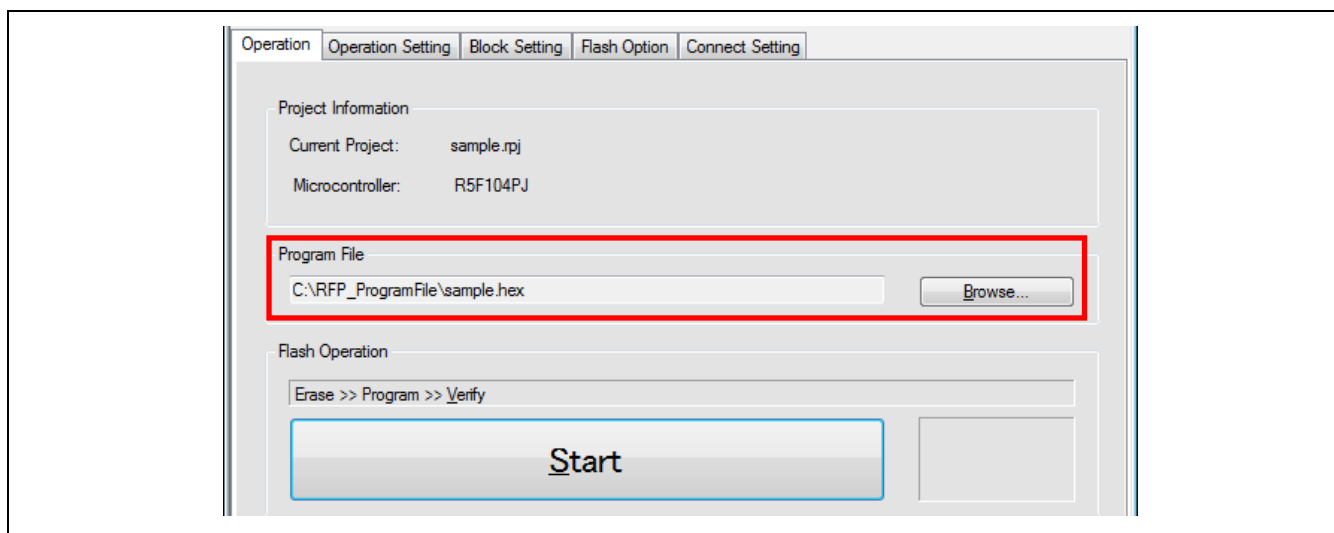 Operation Operation Setting Block Setting Flash Option Connect Setting
Project Information
Current Project: sample.rpj
Microcontroller: R5F104PJ
Program File
C:\RFP_ProgramFile\sample.hex Browse...
Flash Operation
Erase >> Program >> Verify
Start